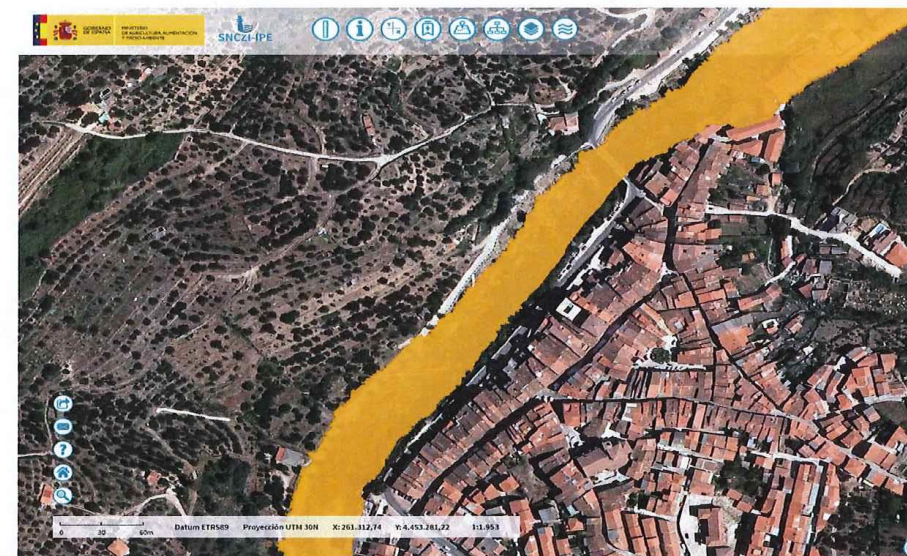 GOBIERNO
DE ESPAÑA
MINISTERIO
DE AGRICULTURA, ALIMENTACIÓN
Y MEDIO AMBIENTE
SNCZI-IPE
0 30 60m
Datum ETRS89 Proyección UTM 30N X: 261.312,74 Y: 4.453.281,22 1:1.953